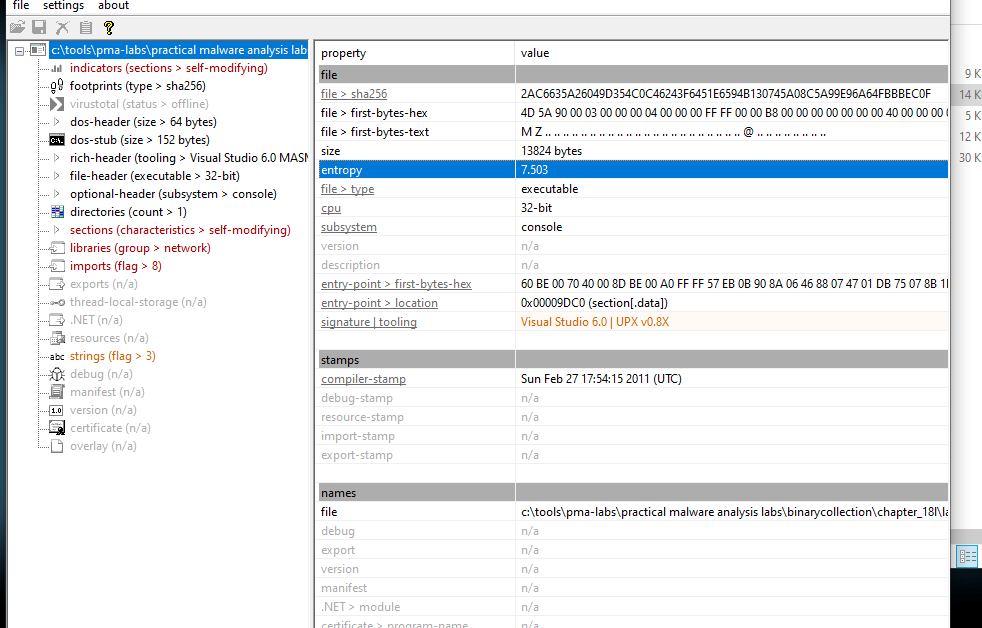 file settings about
c:\tools\pma-labs\practical malware analysis lab
indicators (sections > self-modifying)
footprints (type > sha256)
virustotal (status > offline)
dos-header (size > 64 bytes)
dos-stub (size > 152 bytes)
rich-header (tooling > Visual Studio 6.0 MASM
file-header (executable > 32-bit)
optional-header (subsystem > console)
directories (count > 1)
sections (characteristics > self-modifying)
libraries (group > network)
imports (flag > 8)
exports (n/a)
thread-local-storage (n/a)
.NET (n/a)
resources (n/a)
abc strings (flag > 3)
debug (n/a)
manifest (n/a)
1.0 version (n/a)
certificate (n/a)
overlay (n/a)
property value
file
file > sha256 2AC6635A26049D354C0C46243F6451E6594B130745A08C5A99E96A64FBBBEC0F
file > first-bytes-hex 4D 5A 90 00 03 00 00 00 04 00 00 00 FF FF 00 00 B8 00 00 00 00 00 00 00 40 00 00 00
file > first-bytes-text M Z .. .. .. .. .. .. .. .. .. .. .. .. .. .. .. .. .. .. .. .. .. .. @ .. .. .. .. .. .. ..
size 13824 bytes
entropy 7.503
file > type executable
cpu 32-bit
subsystem console
version n/a
description n/a
entry-point > first-bytes-hex 60 BE 00 70 40 00 8D BE 00 A0 FF FF 57 EB 0B 90 8A 06 46 88 07 47 01 DB 75 07 8B
entry-point > location 0x00009DC0 (section[.data])
signature | tooling Visual Studio 6.0 | UPX v0.8X
stamps
compiler-stamp Sun Feb 27 17:54:15 2011 (UTC)
debug-stamp n/a
resource-stamp n/a
import-stamp n/a
export-stamp n/a
names
file c:\tools\pma-labs\practical malware analysis labs\binarycollection\chapter_18l\la
debug n/a
export n/a
version n/a
manifest n/a
.NET > module n/a
certificate > program-name n/a
9 K
14 K
5 K
12 K
30 K